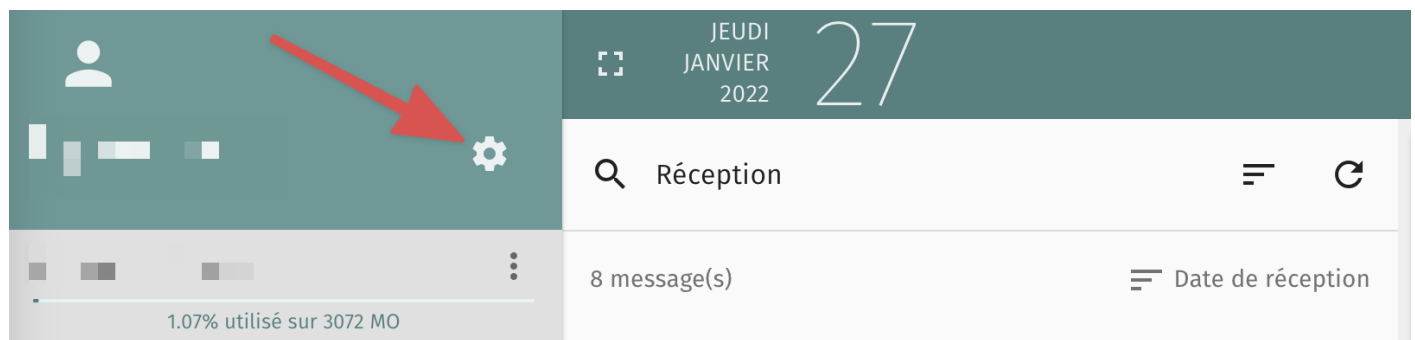 JEUDI
JANVIER
2022
27
Réception
8 message(s)
Date de réception
1.07% utilisé sur 3072 MO